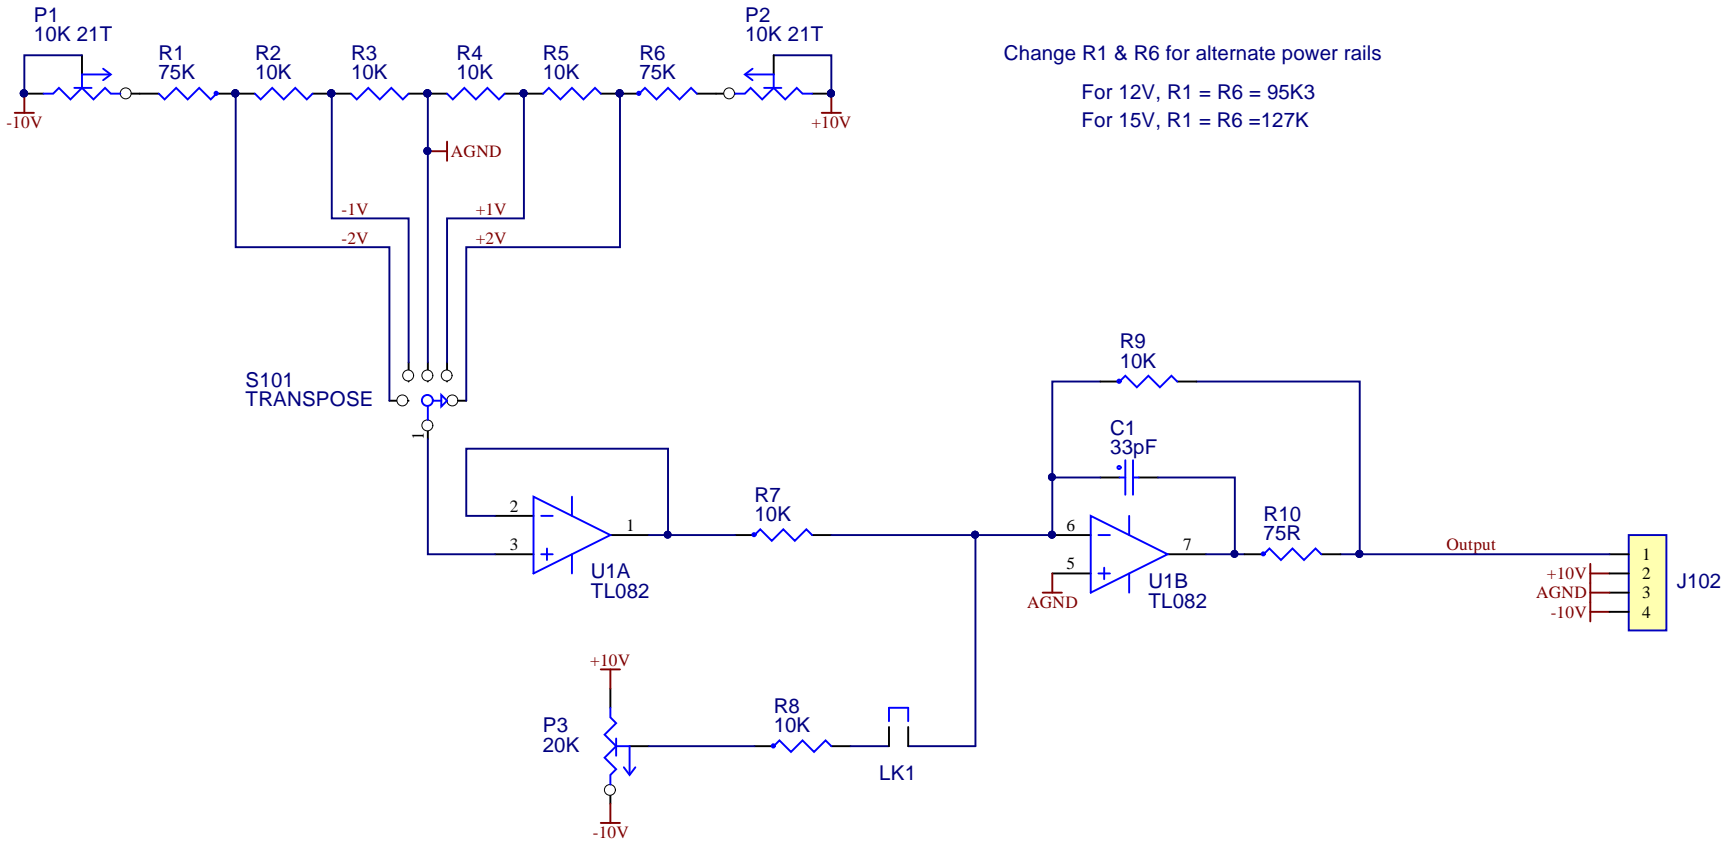 P1
10K 21T
P2
10K 21T
R1
75K
R2
10K
R3
10K
R4
10K
R5
10K
R6
75K
Change R1 & R6 for alternate power rails
For 12V, R1 = R6 = 95K3
For 15V, R1 = R6 =127K
-10V
+10V
AGND
-1V
+1V
-2V
+2V
S101
TRANSPOSE
1
R9
10K
C1
33pF
2
3
1
U1A
TL082
R7
10K
6
5
7
AGND
U1B
TL082
R10
75R
Output
+10V
AGND
-10V
1
2
3
4
J102
+10V
P3
20K
-10V
R8
10K
LK1